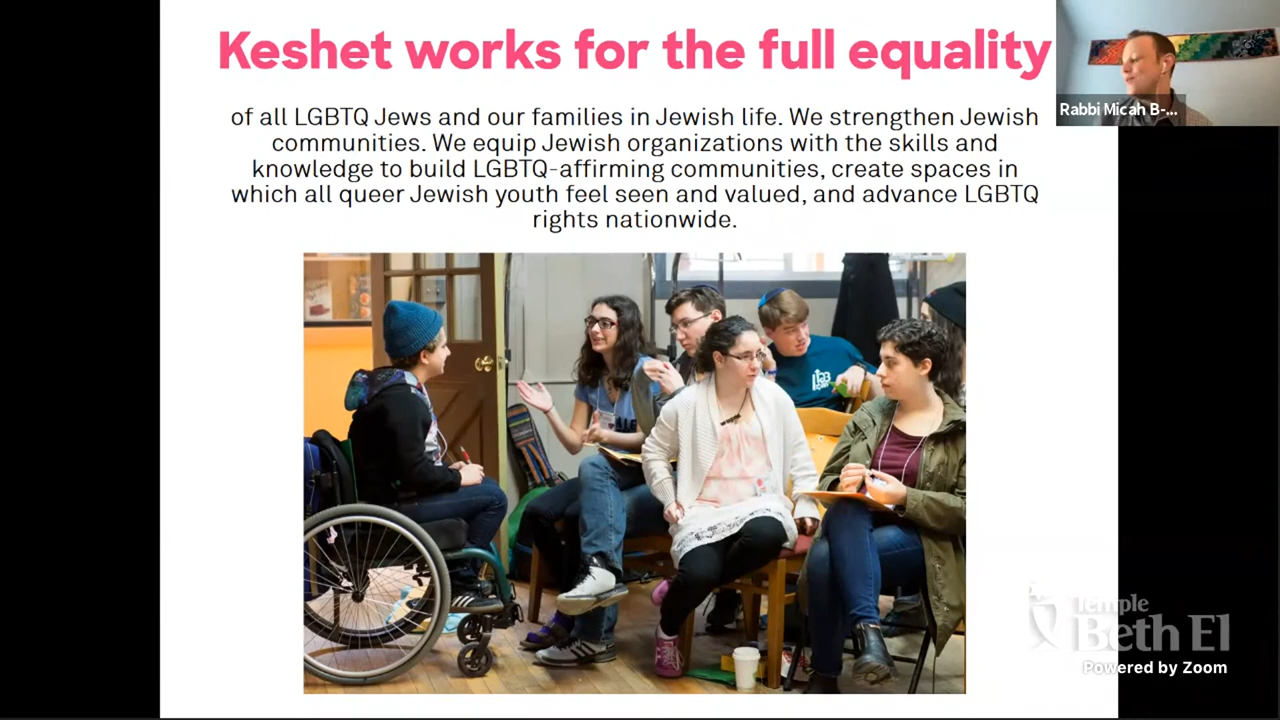 Keshet works for the full equality
of all LGBTQ Jews and our families in Jewish life. We strengthen Jewish
communities. We equip Jewish organizations with the skills and
knowledge to build LGBTQ-affirming communities, create spaces in
which all queer Jewish youth feel seen and valued, and advance LGBTQ
rights nationwide.
Rabbi Micah B-...
Temple
Beth El
Powered by Zoom